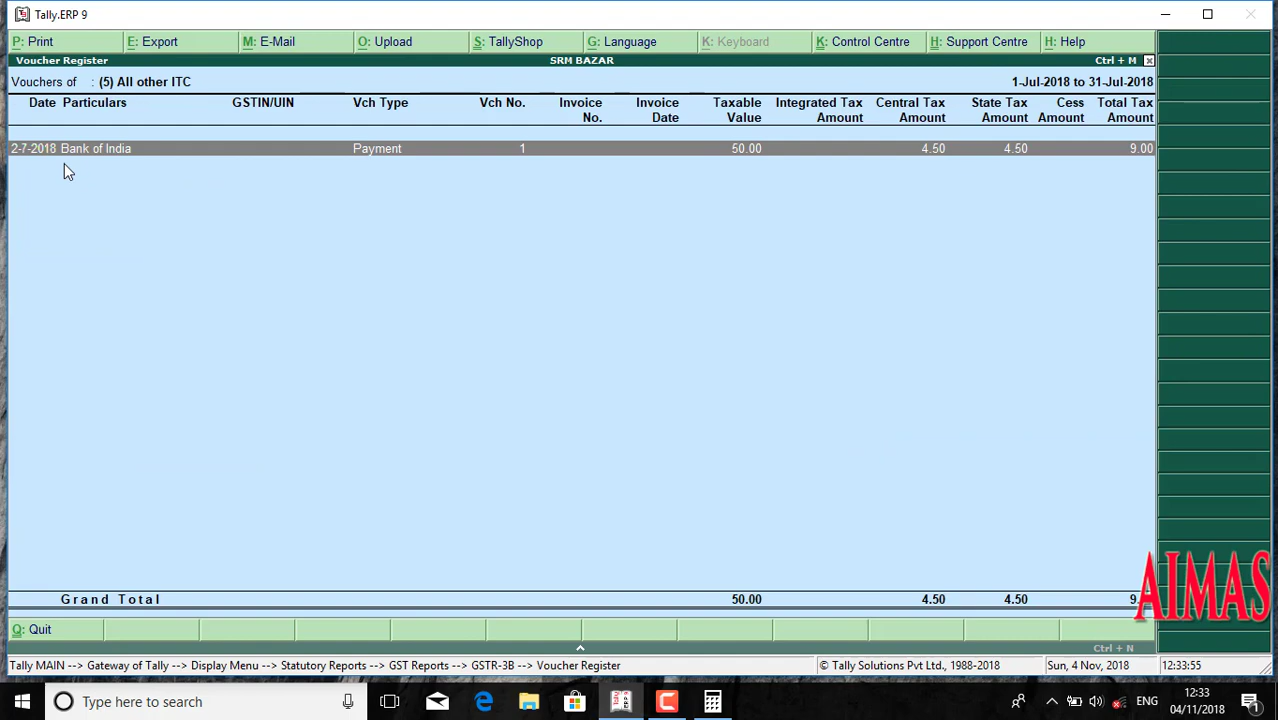 Tally.ERP 9
P: Print E: Export M: E-Mail O: Upload S: TallyShop G: Language K: Keyboard K: Control Centre H: Support Centre H: Help
Voucher Register SRM BAZAR Ctrl + M
Vouchers of : (5) All other ITC 1-Jul-2018 to 31-Jul-2018
Date Particulars GSTIN/UIN Vch Type Vch No. Invoice Invoice Taxable Integrated Tax Central Tax State Tax Cess Total Tax
No. Date Value Amount Amount Amount Amount Amount
2-7-2018 Bank of India Payment 1 50.00 4.50 4.50 9.00
Grand Total 50.00 4.50 4.50 9.
AIMAS
Q: Quit
Ctrl + N
Tally MAIN --> Gateway of Tally --> Display Menu --> Statutory Reports --> GST Reports --> GSTR-3B --> Voucher Register © Tally Solutions Pvt Ltd., 1988-2018 Sun, 4 Nov, 2018 12:33:55
Type here to search ENG 12:33
04/11/2018 1